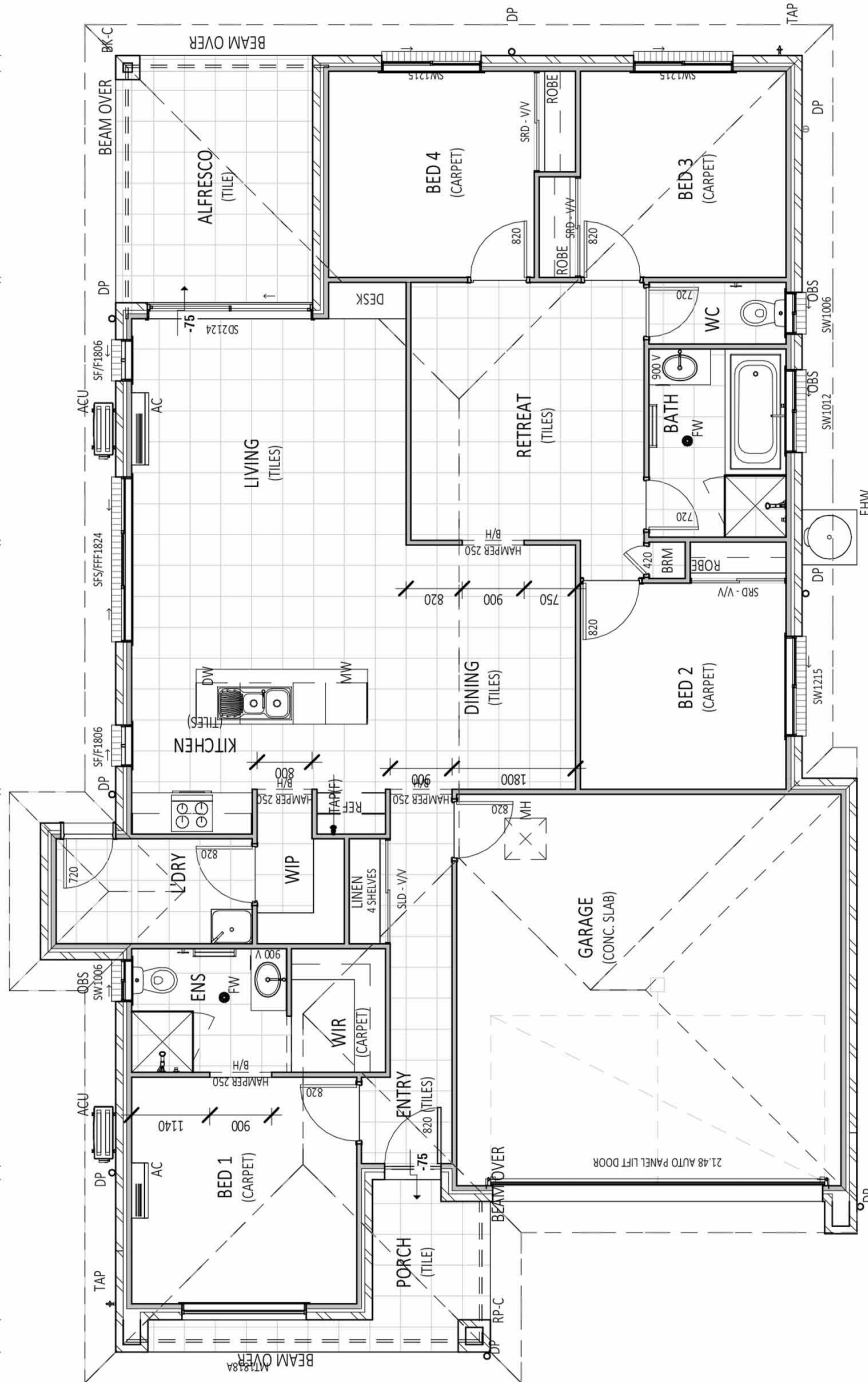 DP
TAP
BK-C
BEAM OVER
BEAM OVER
ALFRESCO
(TILE)
SW1215
SW1215
BED 4
(CARPET)
SRD - V/V
ROBE
BED 3
(CARPET)
ROBE
SRD - V/V
DP
820
820
DP
-75
SD2124
DESK
SF/F1806
ACU
AC
LIVING
(TILES)
RETREAT
(TILES)
720
WC
OBS
SW1006
900 V
BATH
FW
OBS
SW1012
720
SFS/FFF1824
B/H
HAMPER 250
820
900
750
420
BRM
ROBE
SRD - V/V
820
EHW
DP
BED 2
(CARPET)
SW1215
DW
MW
DINING
(TILES)
KITCHEN
(TILES)
SF/F1806
DP
800
B/H
HAMPER 250
TAP(F)
REF
900
B/H
HAMPER 250
1800
820
MH
720
L'DRY
820
WIP
LINEN
4 SHELVES
SLD - V/V
GARAGE
(CONC. SLAB)
OBS
SW1006
ENS
FW
900 V
WIR
(CARPET)
B/H
HAMPER 250
ACU
1140
900
820
ENTRY
(TILES)
820
-75
DP
AC
BED 1
(CARPET)
BEAM OVER
21.48 AUTO PANEL LIFT DOOR
DP
TAP
PORCH
(TILE)
RP-C
DP
BEAM OVER
MT1818A